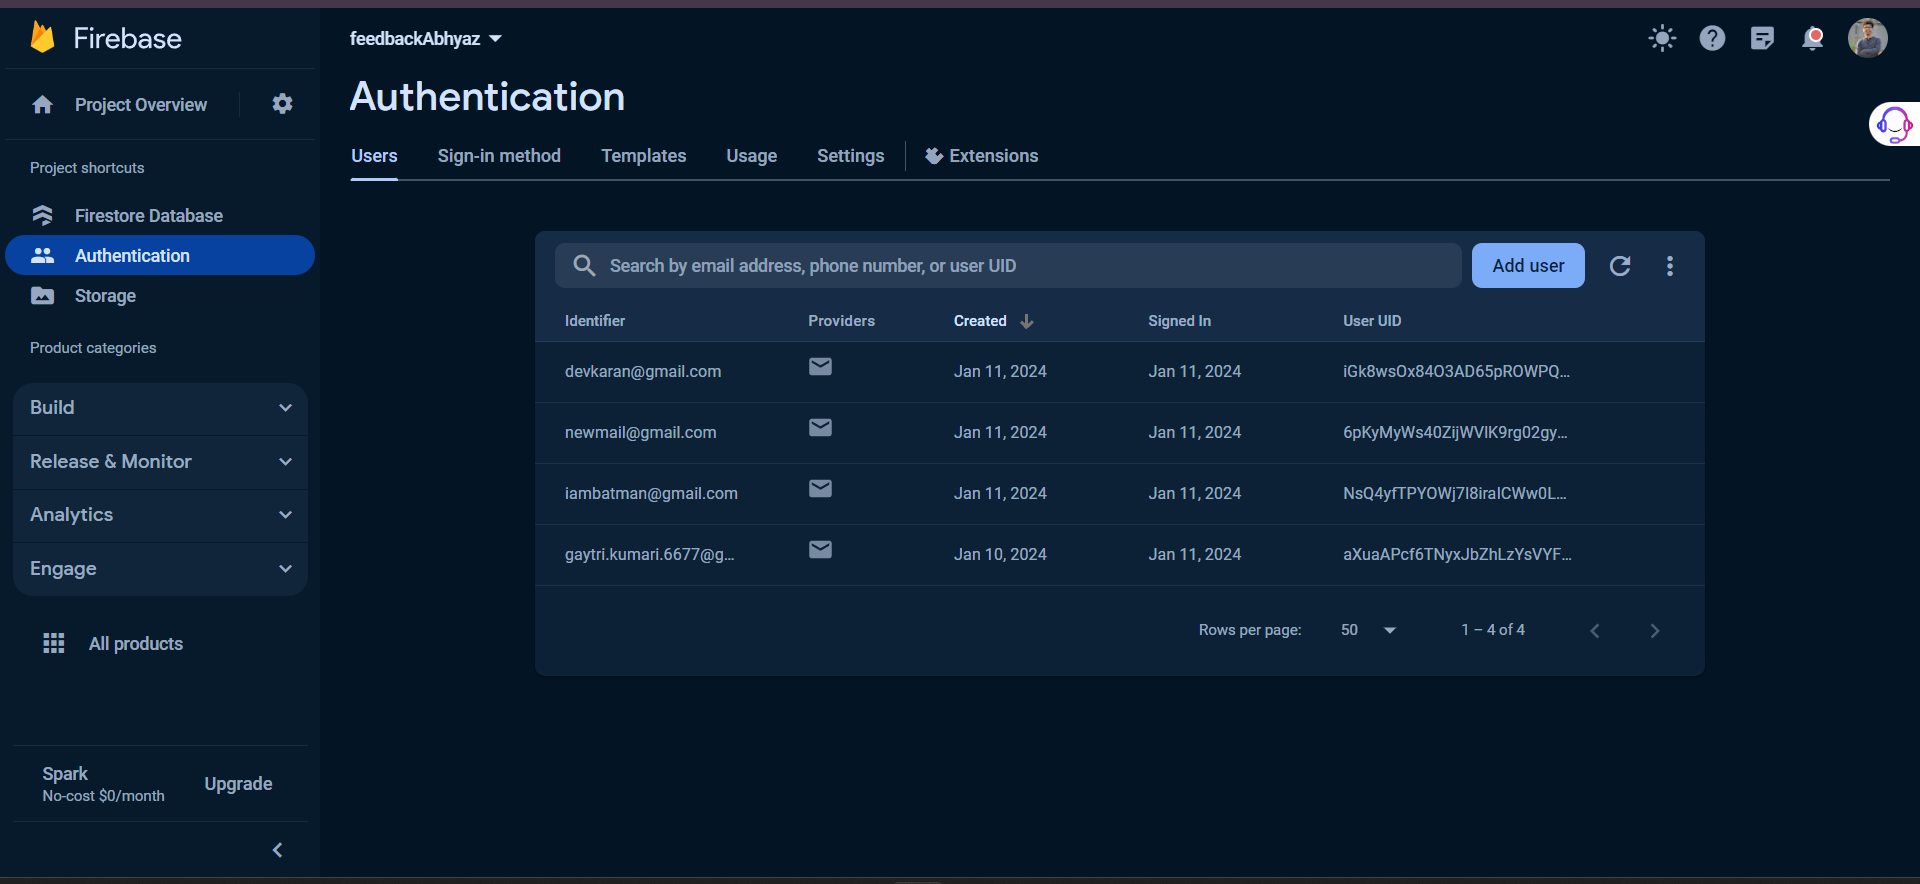 Firebase
feedbackAbhyaz
Project Overview
Authentication
Users Sign-in method Templates Usage Settings Extensions
Project shortcuts
Firestore Database
Authentication
Storage
Product categories
Build
Release & Monitor
Analytics
Engage
All products
Spark
No-cost $0/month
Upgrade
Search by email address, phone number, or user UID
Add user
Identifier Providers Created Signed In User UID
devkaran@gmail.com Jan 11, 2024 Jan 11, 2024 iGk8wsOx84O3AD65pROWPQ...
newmail@gmail.com Jan 11, 2024 Jan 11, 2024 6pKyMyWs40ZijWVlK9rg02gy...
iambatman@gmail.com Jan 11, 2024 Jan 11, 2024 NsQ4yfTPYOWj7I8iraICWw0L...
gaytri.kumari.6677@g... Jan 10, 2024 Jan 11, 2024 aXuaAPcf6TNyxJbZhLzYsVYF...
Rows per page: 50 1 – 4 of 4